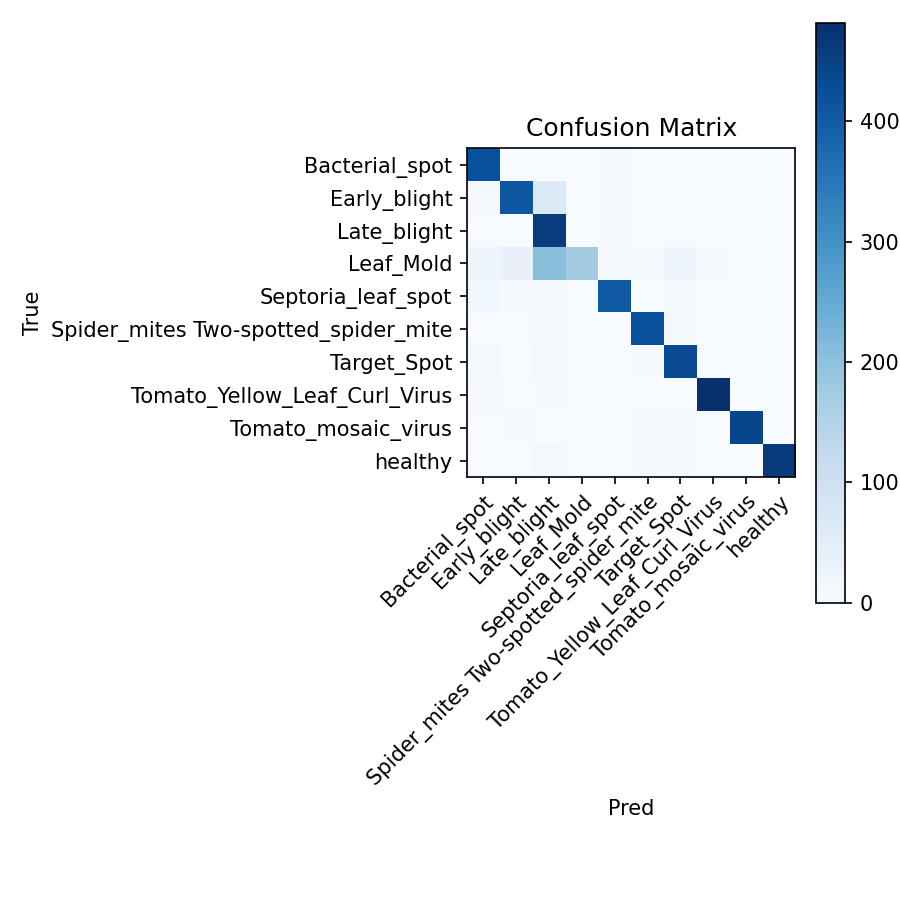 Confusion Matrix
True
Bacterial_spot
Early_blight
Late_blight
Leaf_Mold
Septoria_leaf_spot
Spider_mites Two-spotted_spider_mite
Target_Spot
Tomato_Yellow_Leaf_Curl_Virus
Tomato_mosaic_virus
healthy
Bacterial_spot
Early_blight
Late_blight
Leaf_Mold
Septoria_leaf_spot
Spider_mites Two-spotted_spider_mite
Target_Spot
Tomato_Yellow_Leaf_Curl_Virus
Tomato_mosaic_virus
healthy
Pred
400
300
200
100
0